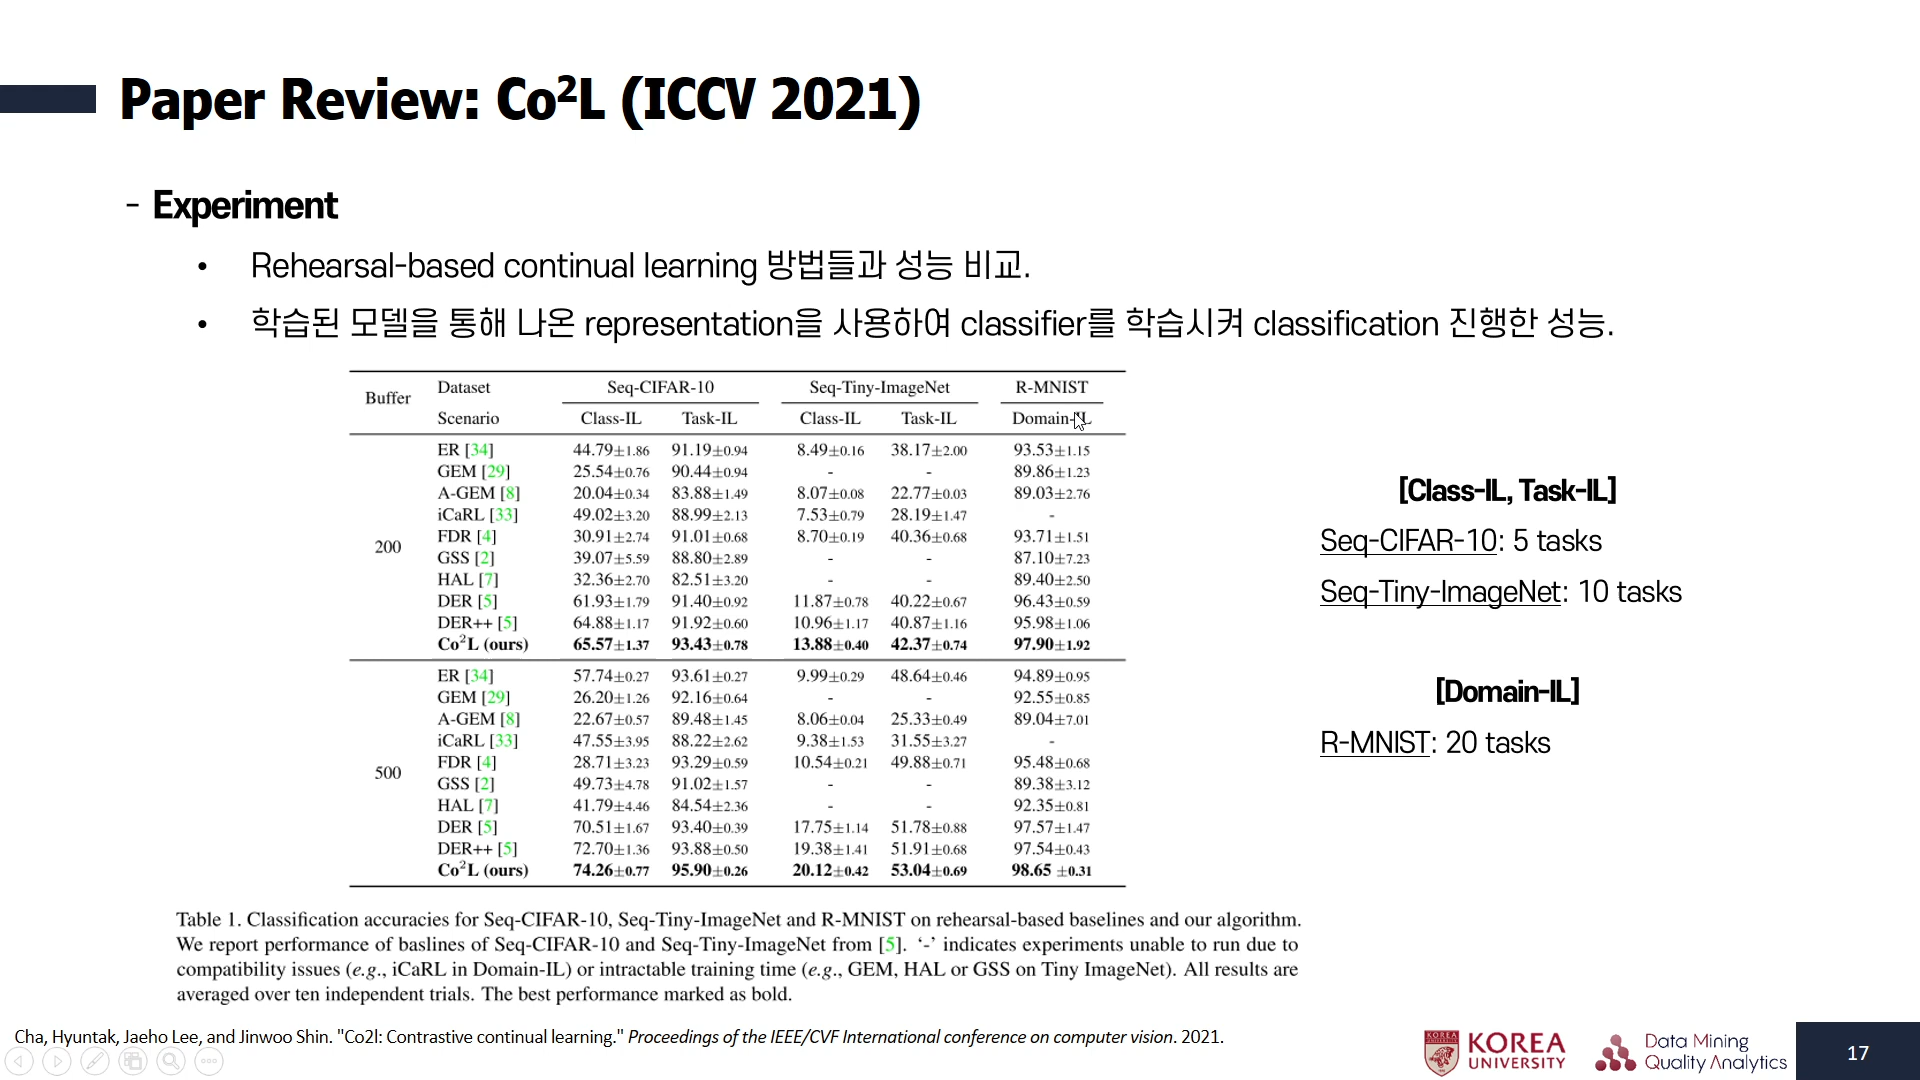 Paper Review: Co²L (ICCV 2021)
- Experiment
• Rehearsal-based continual learning 방법들과 성능 비교.
• 학습된 모델을 통해 나온 representation을 사용하여 classifier를 학습시켜 classification 진행한 성능.
Buffer Dataset Seq-CIFAR-10 Seq-Tiny-ImageNet R-MNIST
Scenario Class-IL Task-IL Class-IL Task-IL Domain-IL
200
ER [34] 44.79±1.86 91.19±0.94 8.49±0.16 38.17±2.00 93.53±1.15
GEM [29] 25.54±0.76 90.44±0.94 - - 89.86±1.23
A-GEM [8] 20.04±0.34 83.88±1.49 8.07±0.08 22.77±0.03 89.03±2.76
iCaRL [33] 49.02±3.20 88.99±2.13 7.53±0.79 28.19±1.47 -
FDR [4] 30.91±2.74 91.01±0.68 8.70±0.19 40.36±0.68 93.71±1.51
GSS [2] 39.07±5.59 88.80±2.89 - - 87.10±7.23
HAL [7] 32.36±2.70 82.51±3.20 - - 89.40±2.50
DER [5] 61.93±1.79 91.40±0.92 11.87±0.78 40.22±0.67 96.43±0.59
DER++ [5] 64.88±1.17 91.92±0.60 10.96±1.17 40.87±1.16 95.98±1.06
Co²L (ours) 65.57±1.37 93.43±0.78 13.88±0.40 42.37±0.74 97.90±1.92
500
ER [34] 57.74±0.27 93.61±0.27 9.99±0.29 48.64±0.46 94.89±0.95
GEM [29] 26.20±1.26 92.16±0.64 - - 92.55±0.85
A-GEM [8] 22.67±0.57 89.48±1.45 8.06±0.04 25.33±0.49 89.04±7.01
iCaRL [33] 47.55±3.95 88.22±2.62 9.38±1.53 31.55±3.27 -
FDR [4] 28.71±3.23 93.29±0.59 10.54±0.21 49.88±0.71 95.48±0.68
GSS [2] 49.73±4.78 91.02±1.57 - - 89.38±3.12
HAL [7] 41.79±4.46 84.54±2.36 - - 92.35±0.81
DER [5] 70.51±1.67 93.40±0.39 17.75±1.14 51.78±0.88 97.57±1.47
DER++ [5] 72.70±1.36 93.88±0.50 19.38±1.41 51.91±0.68 97.54±0.43
Co²L (ours) 74.26±0.77 95.90±0.26 20.12±0.42 53.04±0.69 98.65 ±0.31
Table 1. Classification accuracies for Seq-CIFAR-10, Seq-Tiny-ImageNet and R-MNIST on rehearsal-based baselines and our algorithm.
We report performance of baslines of Seq-CIFAR-10 and Seq-Tiny-ImageNet from [5]. ‘-’ indicates experiments unable to run due to
compatibility issues (e.g., iCaRL in Domain-IL) or intractable training time (e.g., GEM, HAL or GSS on Tiny ImageNet). All results are
averaged over ten independent trials. The best performance marked as bold.
[Class-IL, Task-IL]
Seq-CIFAR-10: 5 tasks
Seq-Tiny-ImageNet: 10 tasks
[Domain-IL]
R-MNIST: 20 tasks
Cha, Hyuntak, Jaeho Lee, and Jinwoo Shin. "Co2l: Contrastive continual learning." Proceedings of the IEEE/CVF International conference on computer vision. 2021.
KOREA
UNIVERSITY
Data Mining
Quality Analytics
17